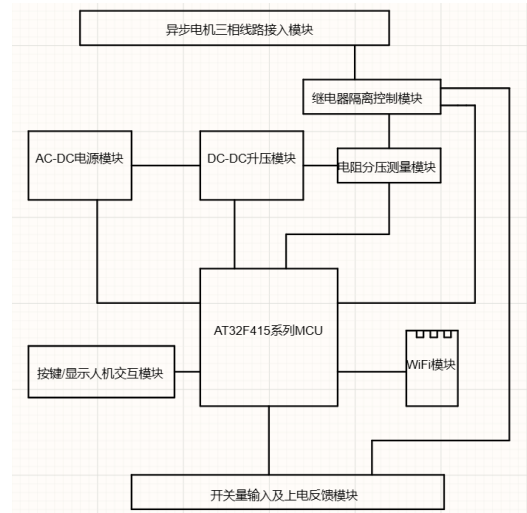 异步电机三相线路接入模块
继电器隔离控制模块
AC-DC电源模块
DC-DC升压模块
电阻分压测量模块
AT32F415系列MCU
按键/显示人机交互模块
WiFi模块
开关量输入及上电反馈模块